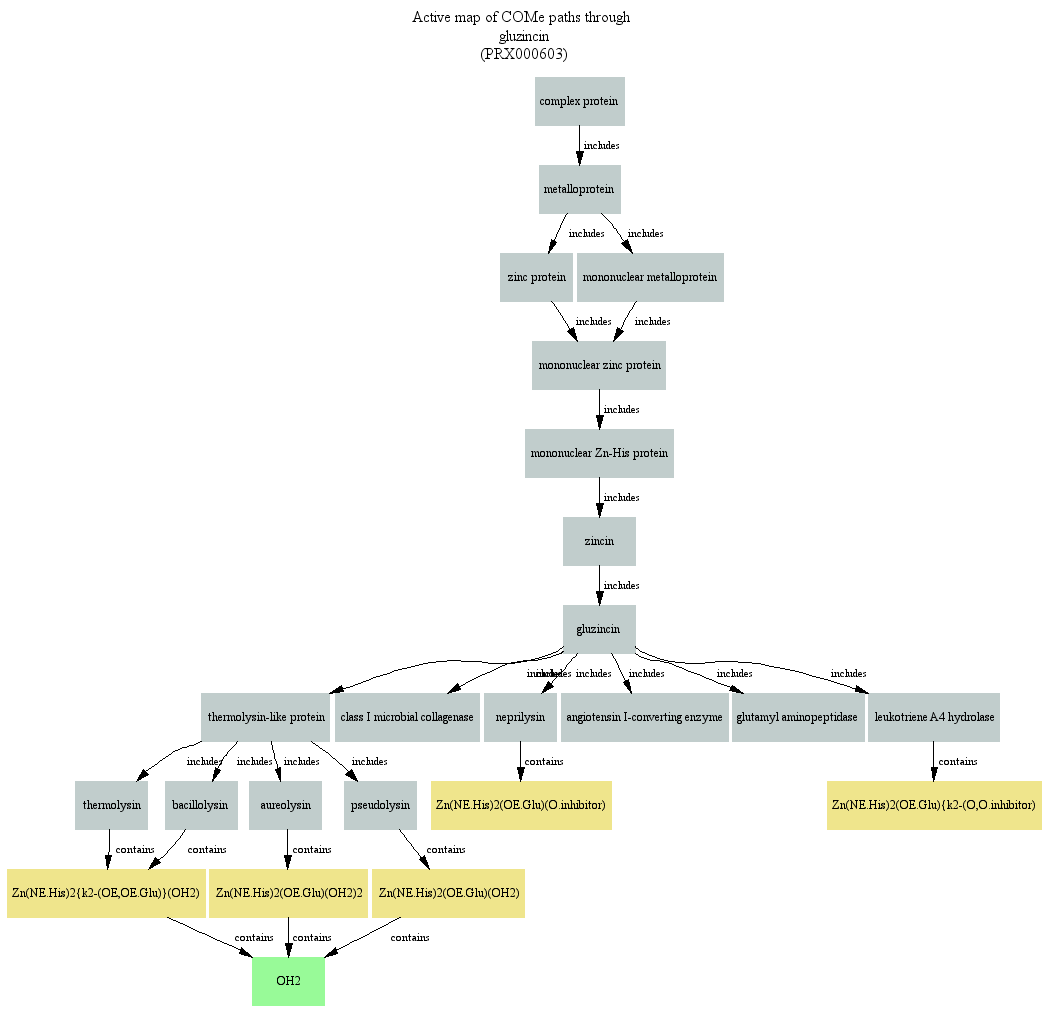 Active map of COMe paths through
gluzincin
(PRX000603)
complex protein
includes
metalloprotein
includes includes
zinc protein mononuclear metalloprotein
includes includes
mononuclear zinc protein
includes
mononuclear Zn-His protein
includes
zincin
includes
gluzincin
includes includes includes includes includes includes
thermolysin-like protein class I microbial collagenase neprilysin angiotensin I-converting enzyme glutamyl aminopeptidase leukotriene A4 hydrolase
includes includes includes includes contains contains
thermolysin bacillolysin aureolysin pseudolysin Zn(NE.His)2(OE.Glu)(O.inhibitor) Zn(NE.His)2(OE.Glu){k2-(O,O.inhibitor)
contains contains contains contains
Zn(NE.His)2{k2-(OE,OE.Glu)}(OH2) Zn(NE.His)2(OE.Glu)(OH2)2 Zn(NE.His)2(OE.Glu)(OH2)
contains contains contains
OH2